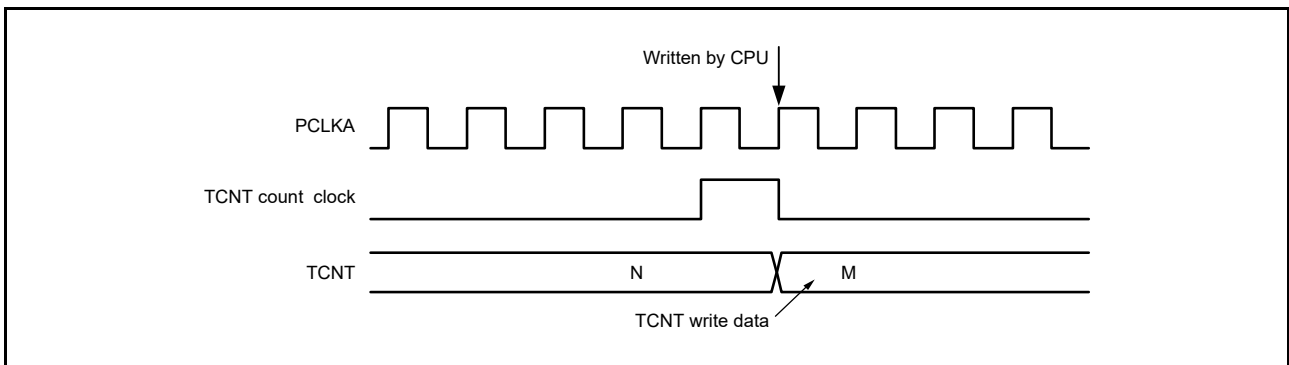 Written by CPU
PCLKA
TCNT count clock
TCNT
N
M
TCNT write data